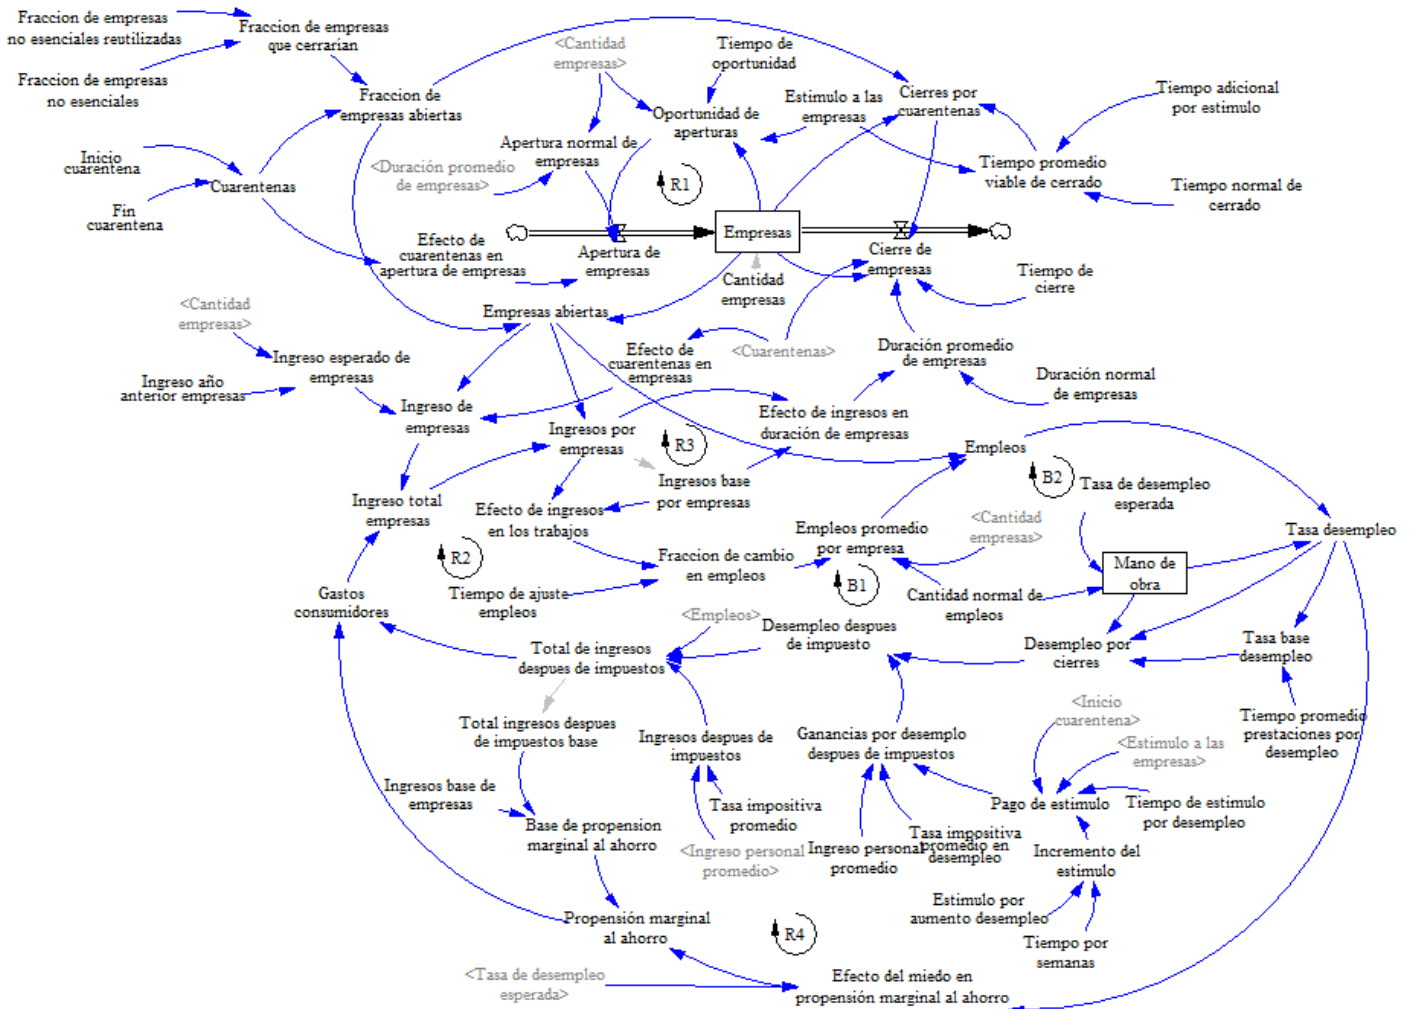 Fraccion de empresas
no esenciales reutilizadas
Fraccion de empresas
que cerrarian
Fraccion de empresas
no esenciales
Fraccion de
empresas abiertas
<Cantidad
empresas>
Tiempo de
oportunidad
Oportunidad de
aperturas
Estimulo a las
empresas
Cierres por
cuarentenas
Tiempo adicional
por estimulo
Inicio
cuarentena
Cuarentenas
Fin
cuarentena
<Duración promedio
de empresas>
Apertura normal de
empresas
R1
Tiempo promedio
viable de cerrado
Tiempo normal de
cerrado
Efecto de
cuarentenas en
apertura de empresas
Apertura de
empresas
Empresas
Cantidad
empresas
Cierre de
empresas
Tiempo de
cierre
<Cantidad
empresas>
Empresas abiertas
Ingreso esperado de
empresas
Ingreso año
anterior empresas
Efecto de
cuarentenas en
empresas
<Cuarentenas>
Duración promedio
de empresas
Duración normal
de empresas
Ingreso de
empresas
Ingresos por
empresas
R3
Efecto de ingresos en
duración de empresas
Ingresos base
por empresas
Empleos
B2
Tasa de desempleo
esperada
Tasa desempleo
Ingreso total
empresas
Efecto de ingresos
en los trabajos
R2
Empleos promedio
por empresa
<Cantidad
empresas>
Fraccion de cambio
en empleos
B1
Mano de
obra
Tiempo de ajuste
empleos
Cantidad normal de
empleos
Gastos
consumidores
<Empleos>
Desempleo despues
de impuesto
Total de ingresos
despues de impuestos
Desempleo por
cierres
Tasa base
desempleo
Tiempo promedio
prestaciones por
desempleo
Total ingresos despues
de impuestos base
Ingresos despues de
impuestos
Ganancias por desemplo
despues de impuestos
<Inicio
cuarentena>
<Estimulo a las
empresas>
Ingresos base de
empresas
Tasa impositiva
promedio
Pago de estimulo
Tiempo de estimulo
por desempleo
Base de propension
marginal al ahorro
<Ingreso personal
promedio>
Ingreso personal
promedio
Tasa impositiva
promedio en
desempleo
Incremento del
estimulo
Estimulo por
aumento desempleo
Tiempo por
semanas
Propensión marginal
al ahorro
R4
<Tasa de desempleo
esperada>
Efecto del miedo en
propensión marginal al ahorro